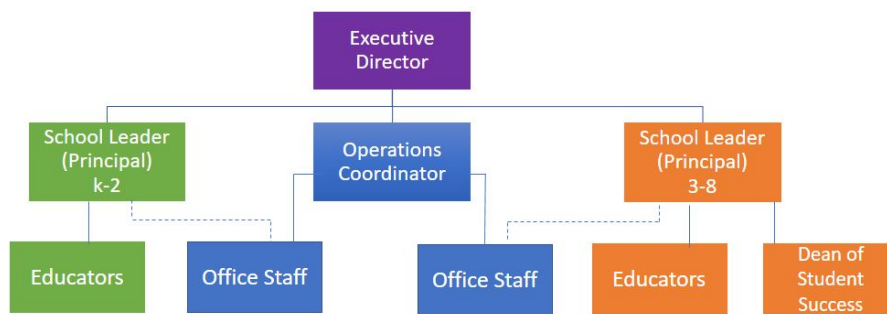 Executive
Director
School Leader
(Principal)
k-2
Operations
Coordinator
School Leader
(Principal)
3-8
Educators
Office Staff
Office Staff
Educators
Dean of
Student
Success